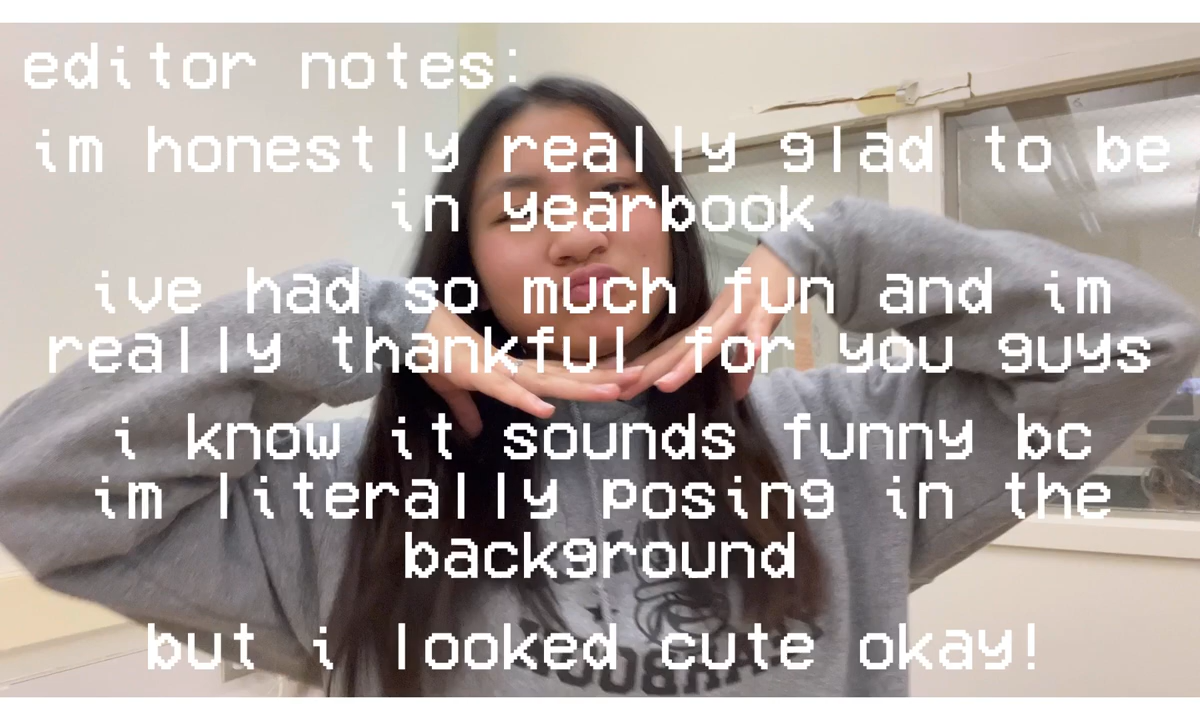 editor notes:
im honestly really glad to be
in yearbook
ive had so much fun and im
really thankful for you guys
i know it sounds funny bc
im literally posing in the
background
but i looked cute okay!